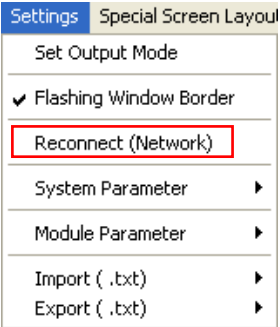 Settings Special Screen Layou
Set Output Mode
Flashing Window Border
Reconnect (Network)
System Parameter
Module Parameter
Import ( .txt)
Export ( .txt)